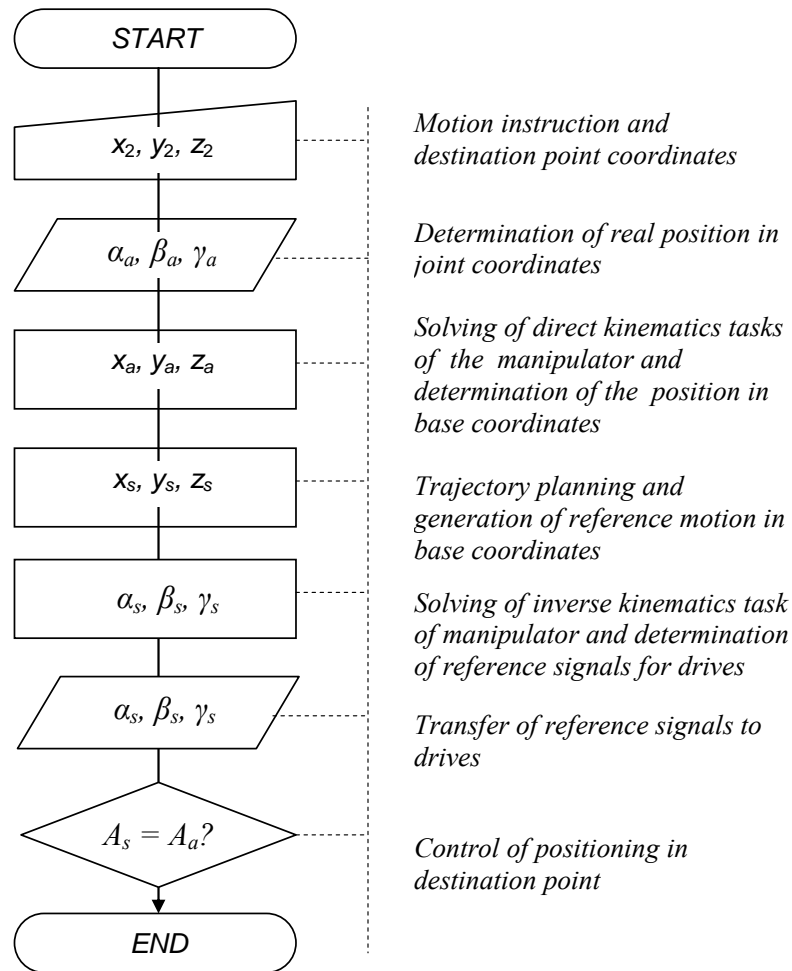 START
x₂, y₂, z₂
Motion instruction and
destination point coordinates
αₐ, βₐ, γₐ
Determination of real position in
joint coordinates
xₐ, yₐ, zₐ
Solving of direct kinematics tasks
of the manipulator and
determination of the position in
base coordinates
xₛ, yₛ, zₛ
Trajectory planning and
generation of reference motion in
base coordinates
αₛ, βₛ, γₛ
Solving of inverse kinematics task
of manipulator and determination
of reference signals for drives
αₛ, βₛ, γₛ
Transfer of reference signals to
drives
Aₛ = Aₐ?
Control of positioning in
destination point
END